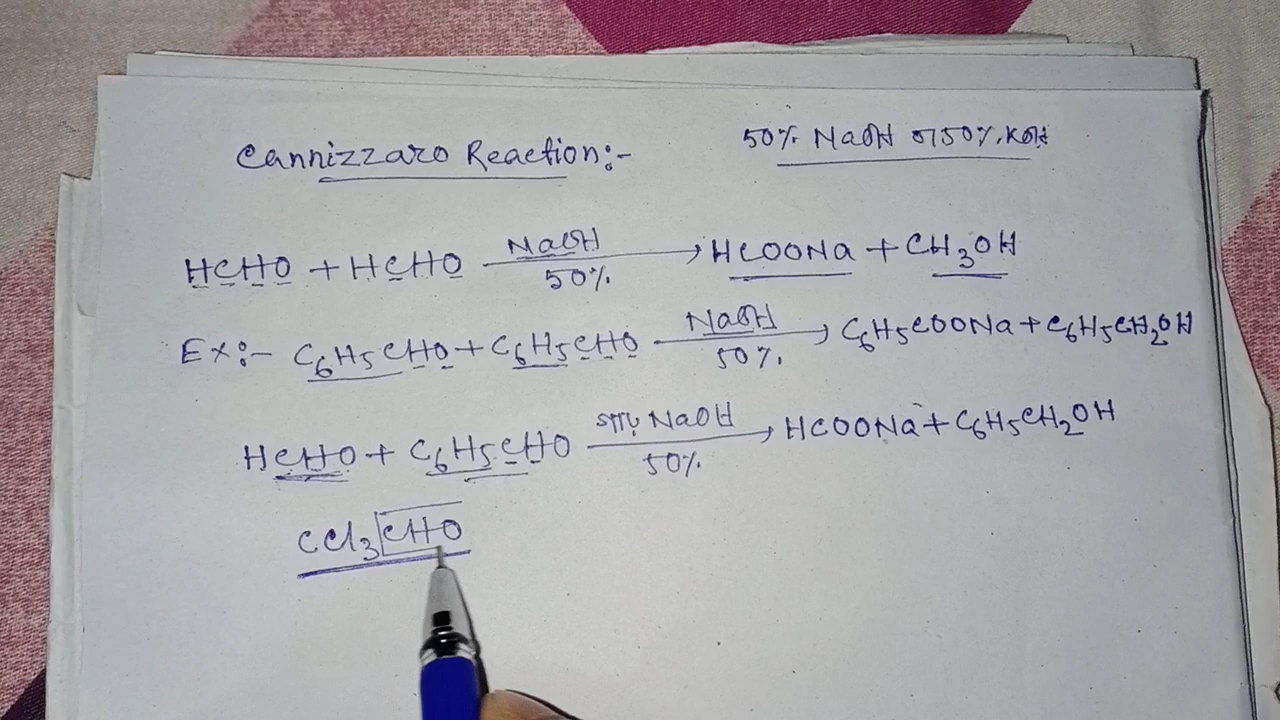 Cannizzaro Reaction:-
50% NaOH or 50% KOH
HCHO + HCHO NaOH 50% → HCOONa + CH3OH
Ex:- C6H5CHO + C6H5CHO NaOH 50% → C6H5COONa + C6H5CH2OH
HCHO + C6H5CHO NaOH 50% → HCOONa + C6H5CH2OH
CCl3CHO